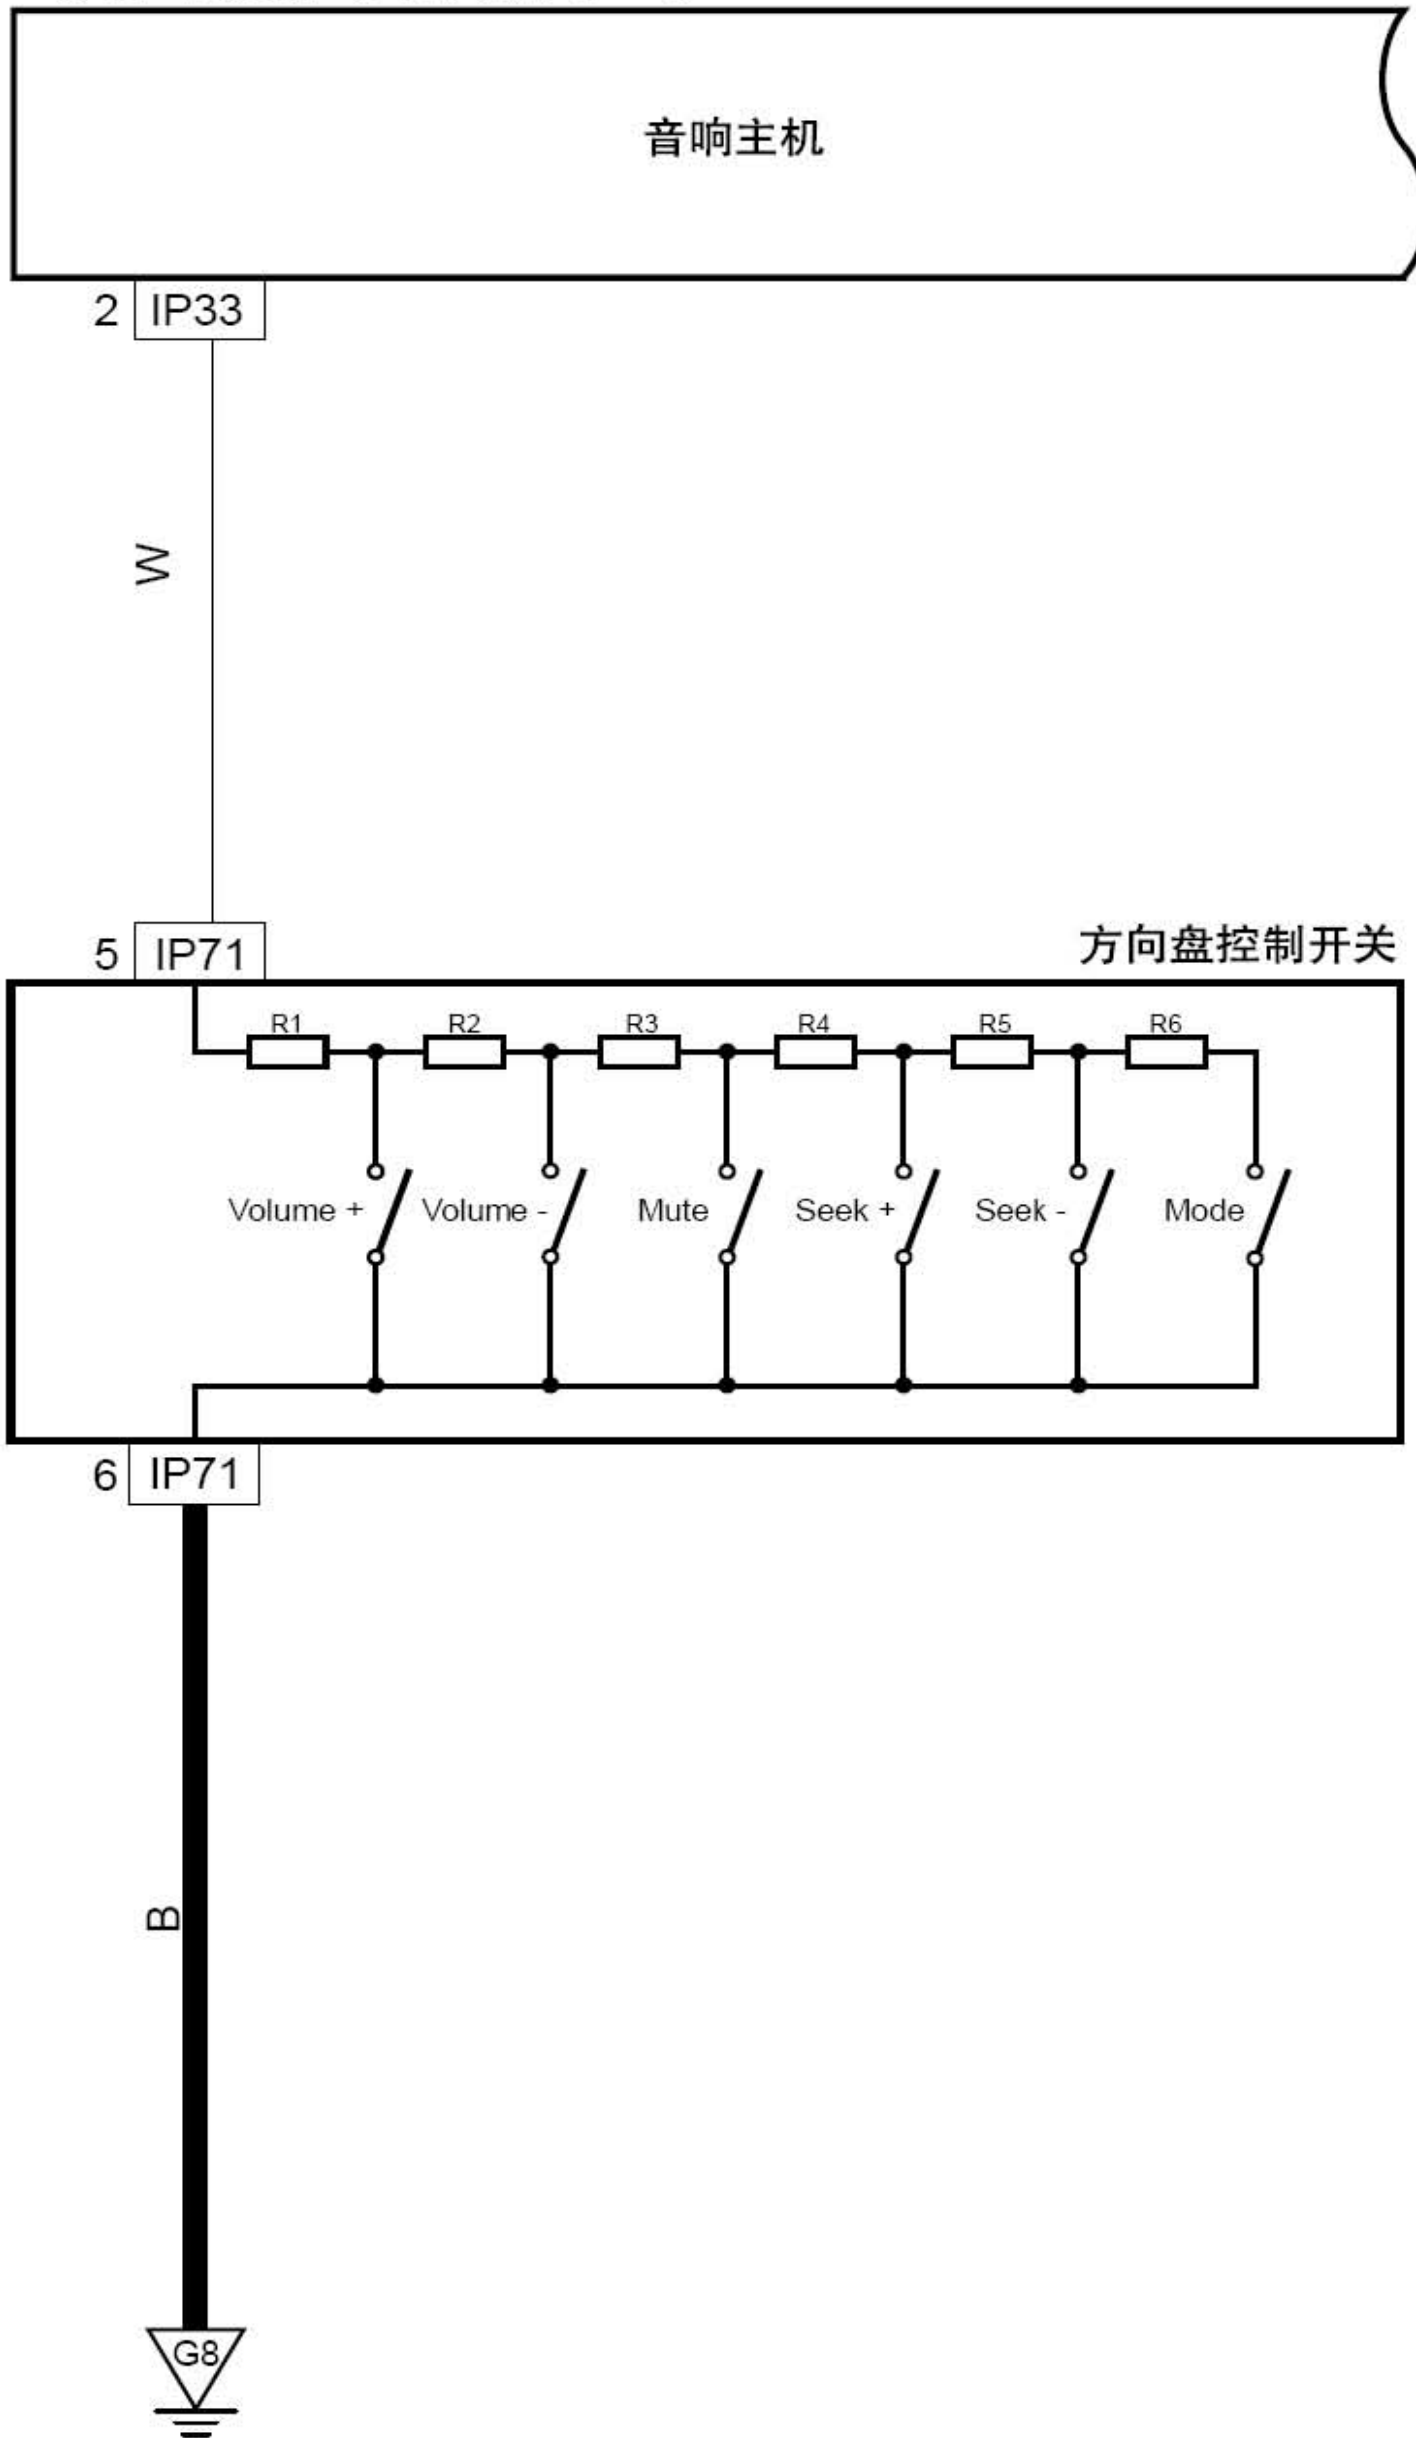 音响主机
2 IP33
W
5 IP71
方向盘控制开关
R1 R2 R3 R4 R5 R6
Volume + Volume - Mute Seek + Seek - Mode
6 IP71
B
G8